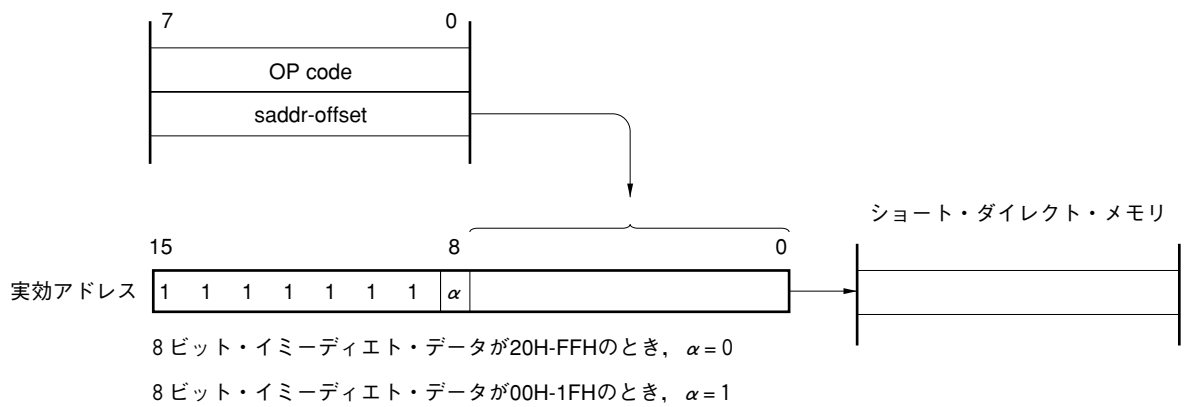 7 0
OP code
saddr-offset
ショート・ダイレクト・メモリ
15 8 0
実効アドレス 1 1 1 1 1 1 1 α
8ビット・イミーディエト・データが20H-FFHのとき，α＝0
8ビット・イミーディエト・データが00H-1FHのとき，α＝1